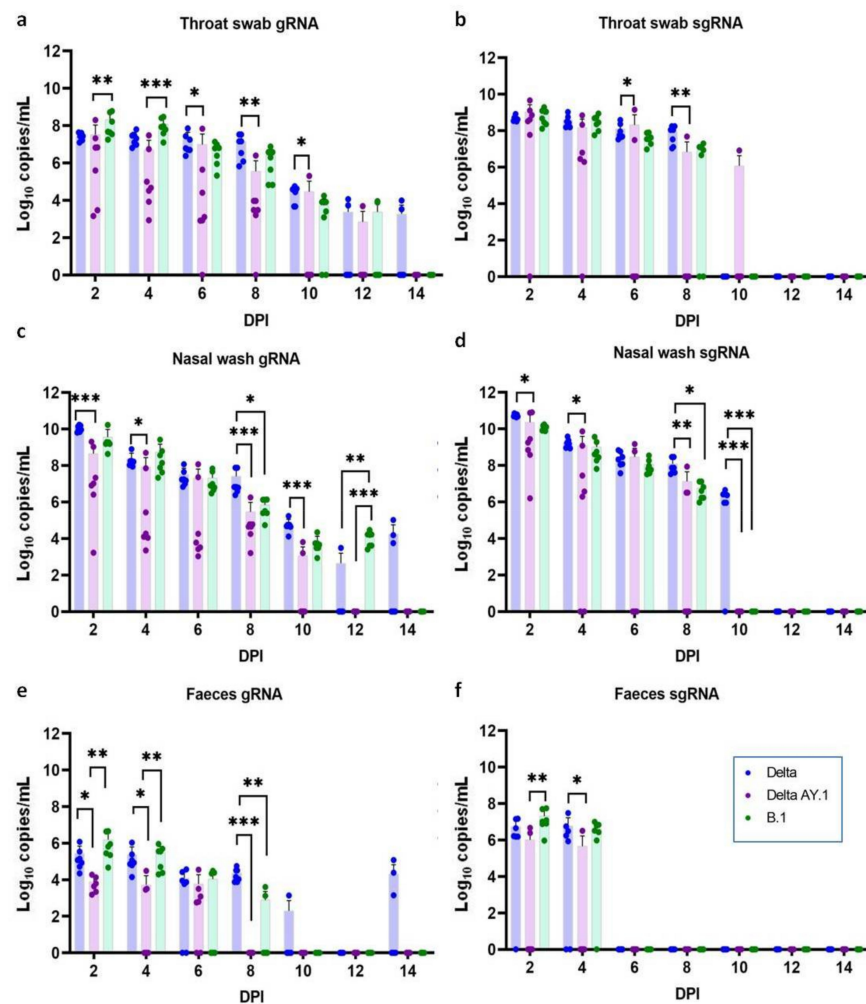 a
Throat swab gRNA
** *** * ** *
Log10 copies/mL
12
10
8
6
4
2
0
2 4 6 8 10 12 14
DPI
b
Throat swab sgRNA
* **
Log10 copies/mL
12
10
8
6
4
2
0
2 4 6 8 10 12 14
DPI
c
Nasal wash gRNA
*** * *** * *** ** ***
Log10 copies/mL
12
10
8
6
4
2
0
2 4 6 8 10 12 14
DPI
d
Nasal wash sgRNA
* * ** * *** ***
Log10 copies/mL
12
10
8
6
4
2
0
2 4 6 8 10 12 14
DPI
e
Faeces gRNA
* ** * ** *** **
Log10 copies/mL
14
12
10
8
6
4
2
0
2 4 6 8 10 12 14
DPI
f
Faeces sgRNA
** *
Log10 copies/mL
12
10
8
6
4
2
0
2 4 6 8 10 12 14
DPI
Delta
Delta AY.1
B.1